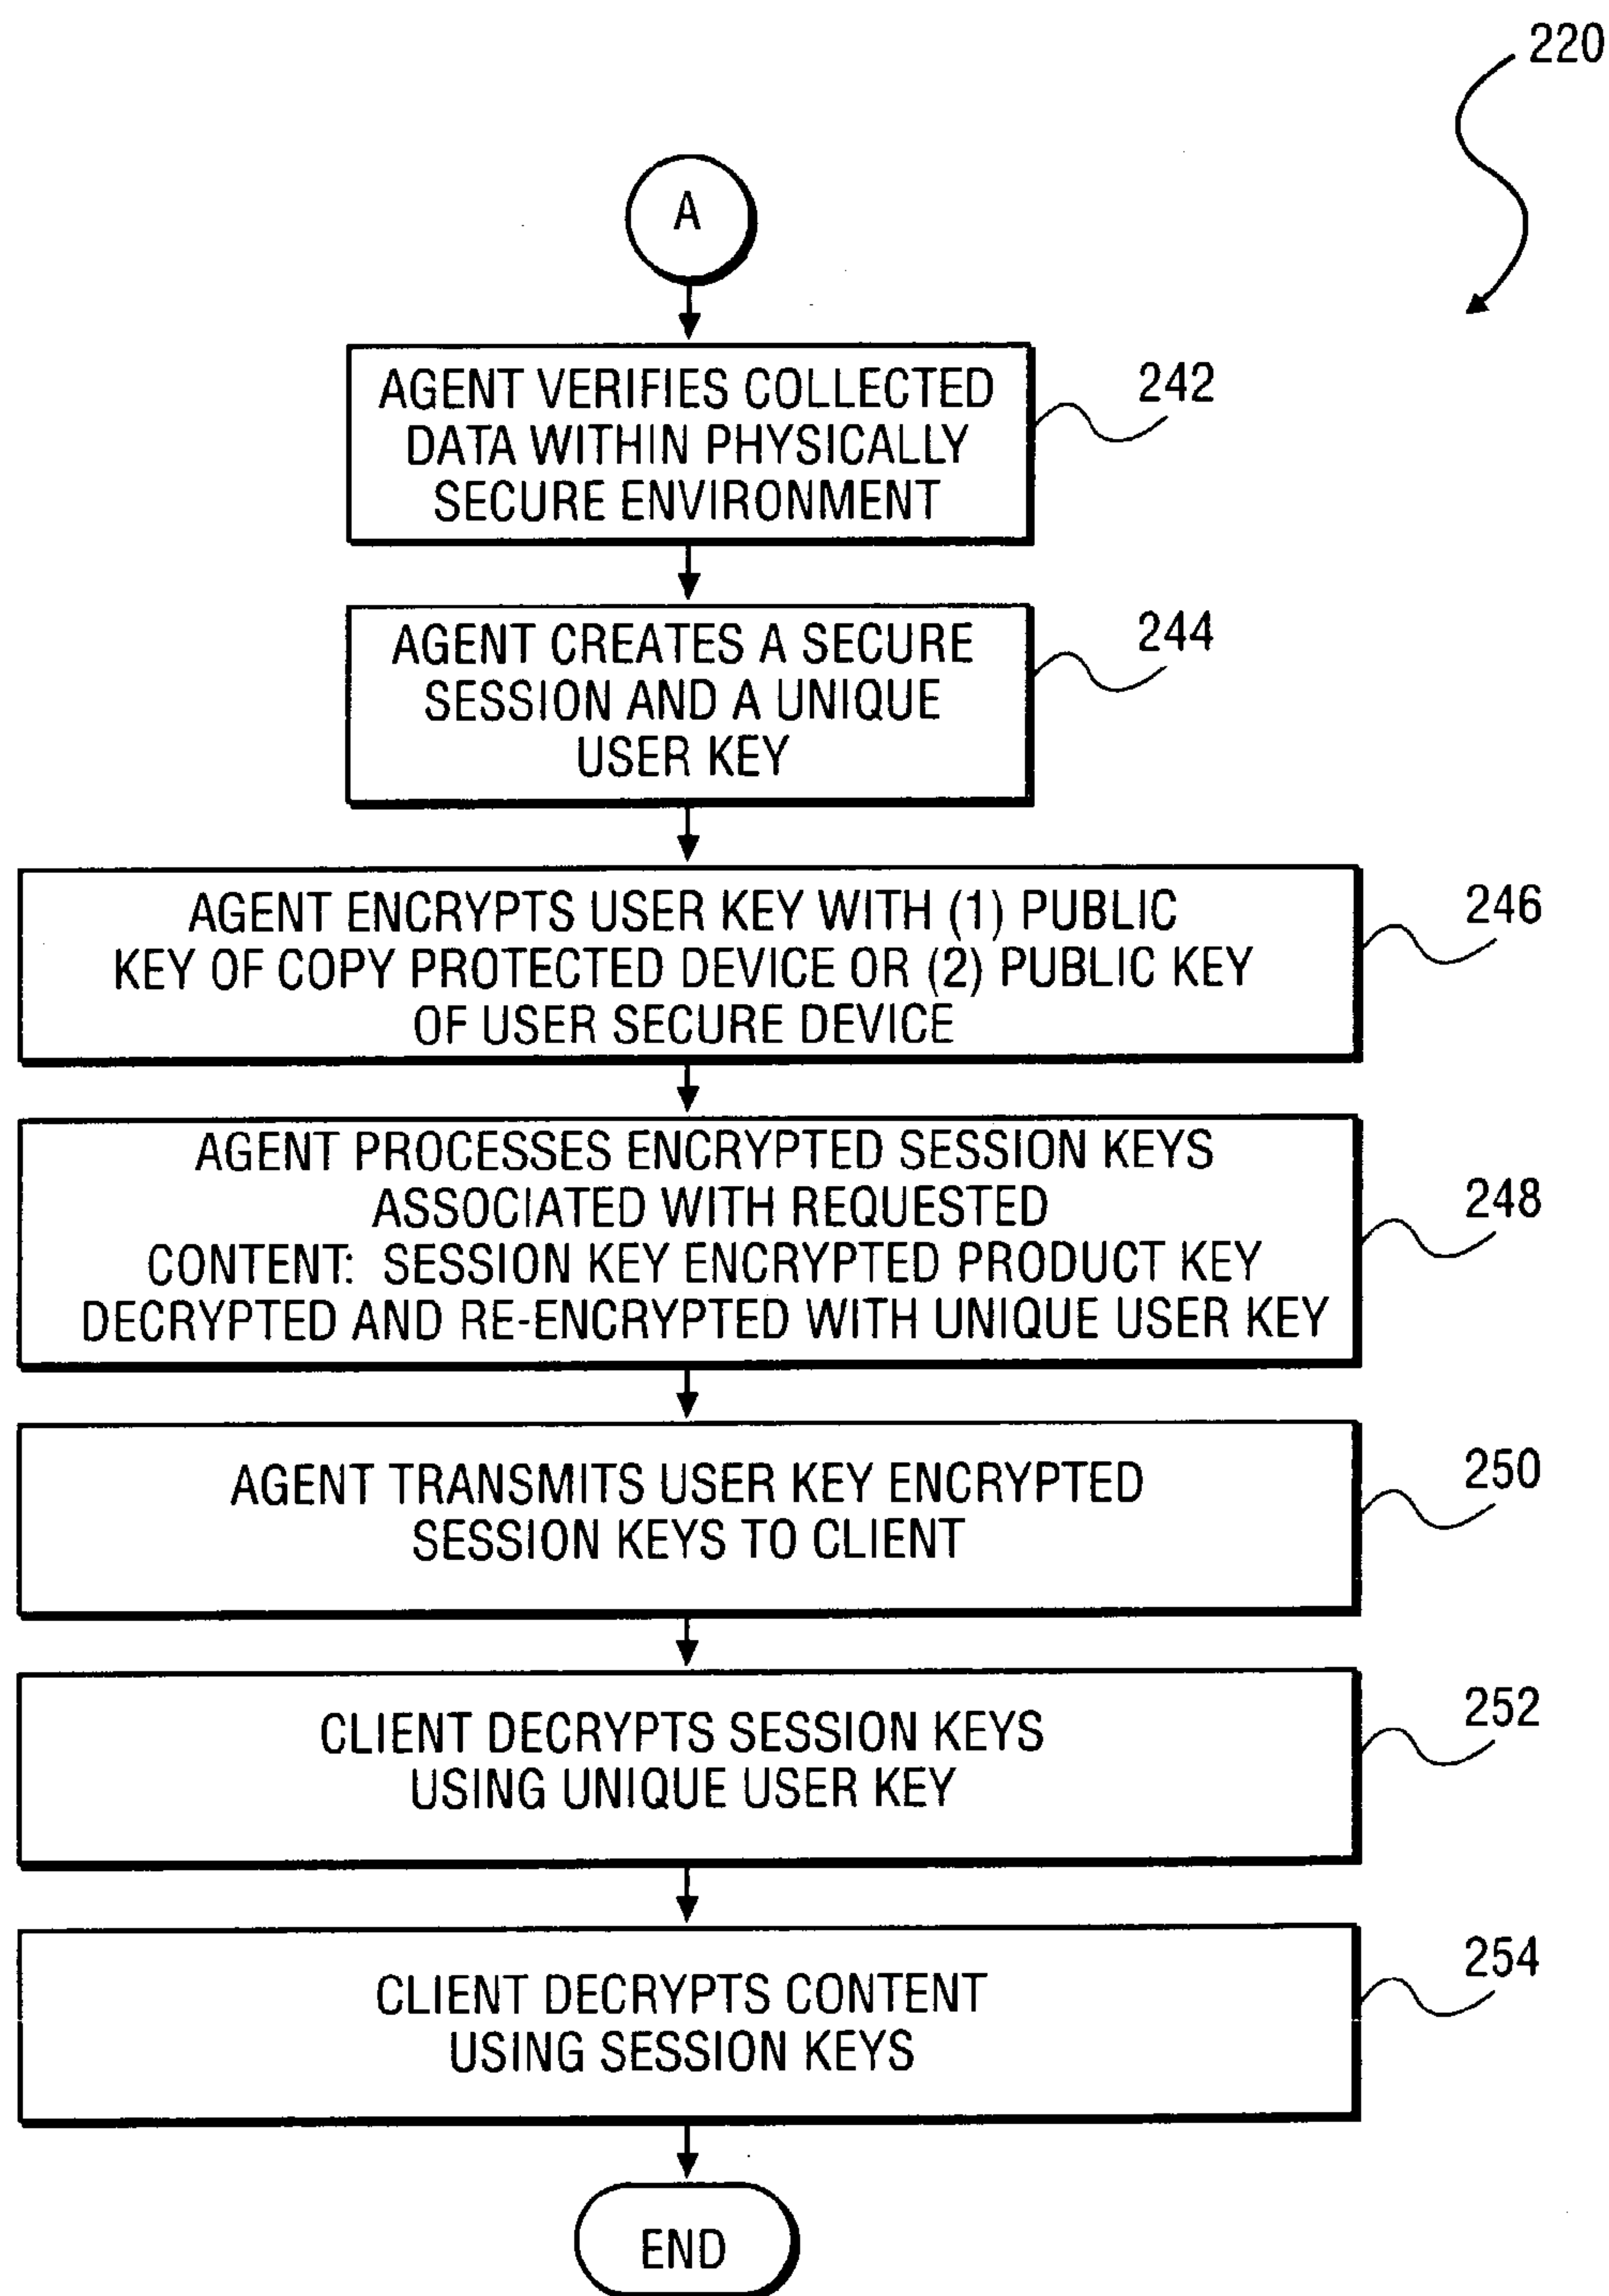 220
A
AGENT VERIFIES COLLECTED
DATA WITHIN PHYSICALLY
SECURE ENVIRONMENT
242
AGENT CREATES A SECURE
SESSION AND A UNIQUE
USER KEY
244
AGENT ENCRYPTS USER KEY WITH (1) PUBLIC
KEY OF COPY PROTECTED DEVICE OR (2) PUBLIC KEY
OF USER SECURE DEVICE
246
AGENT PROCESSES ENCRYPTED SESSION KEYS
ASSOCIATED WITH REQUESTED
CONTENT: SESSION KEY ENCRYPTED PRODUCT KEY
DECRYPTED AND RE-ENCRYPTED WITH UNIQUE USER KEY
248
AGENT TRANSMITS USER KEY ENCRYPTED
SESSION KEYS TO CLIENT
250
CLIENT DECRYPTS SESSION KEYS
USING UNIQUE USER KEY
252
CLIENT DECRYPTS CONTENT
USING SESSION KEYS
254
END